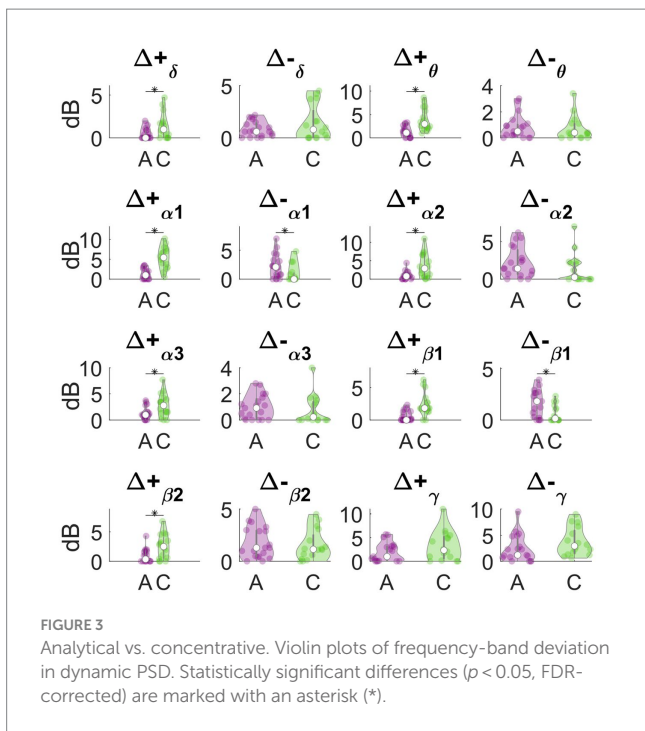 Δ+δ Δ-δ Δ+θ Δ-θ
dB 5 0 * A C 5 0 A C 10 5 0 * A C 4 2 0 A C
Δ+α1 Δ-α1 Δ+α2 Δ-α2
10 5 0 * A C 5 0 * A C 10 5 0 * A C 5 0 A C
Δ+α3 Δ-α3 Δ+β1 Δ-β1
dB 10 5 0 * A C 4 2 0 A C 5 0 * A C 5 0 * A C
Δ+β2 Δ-β2 Δ+γ Δ-γ
dB 5 0 * A C 5 0 A C 10 5 0 A C 10 5 0 A C
FIGURE 3
Analytical vs. concentrative. Violin plots of frequency-band deviation
in dynamic PSD. Statistically significant differences (p < 0.05, FDR-
corrected) are marked with an asterisk (*).